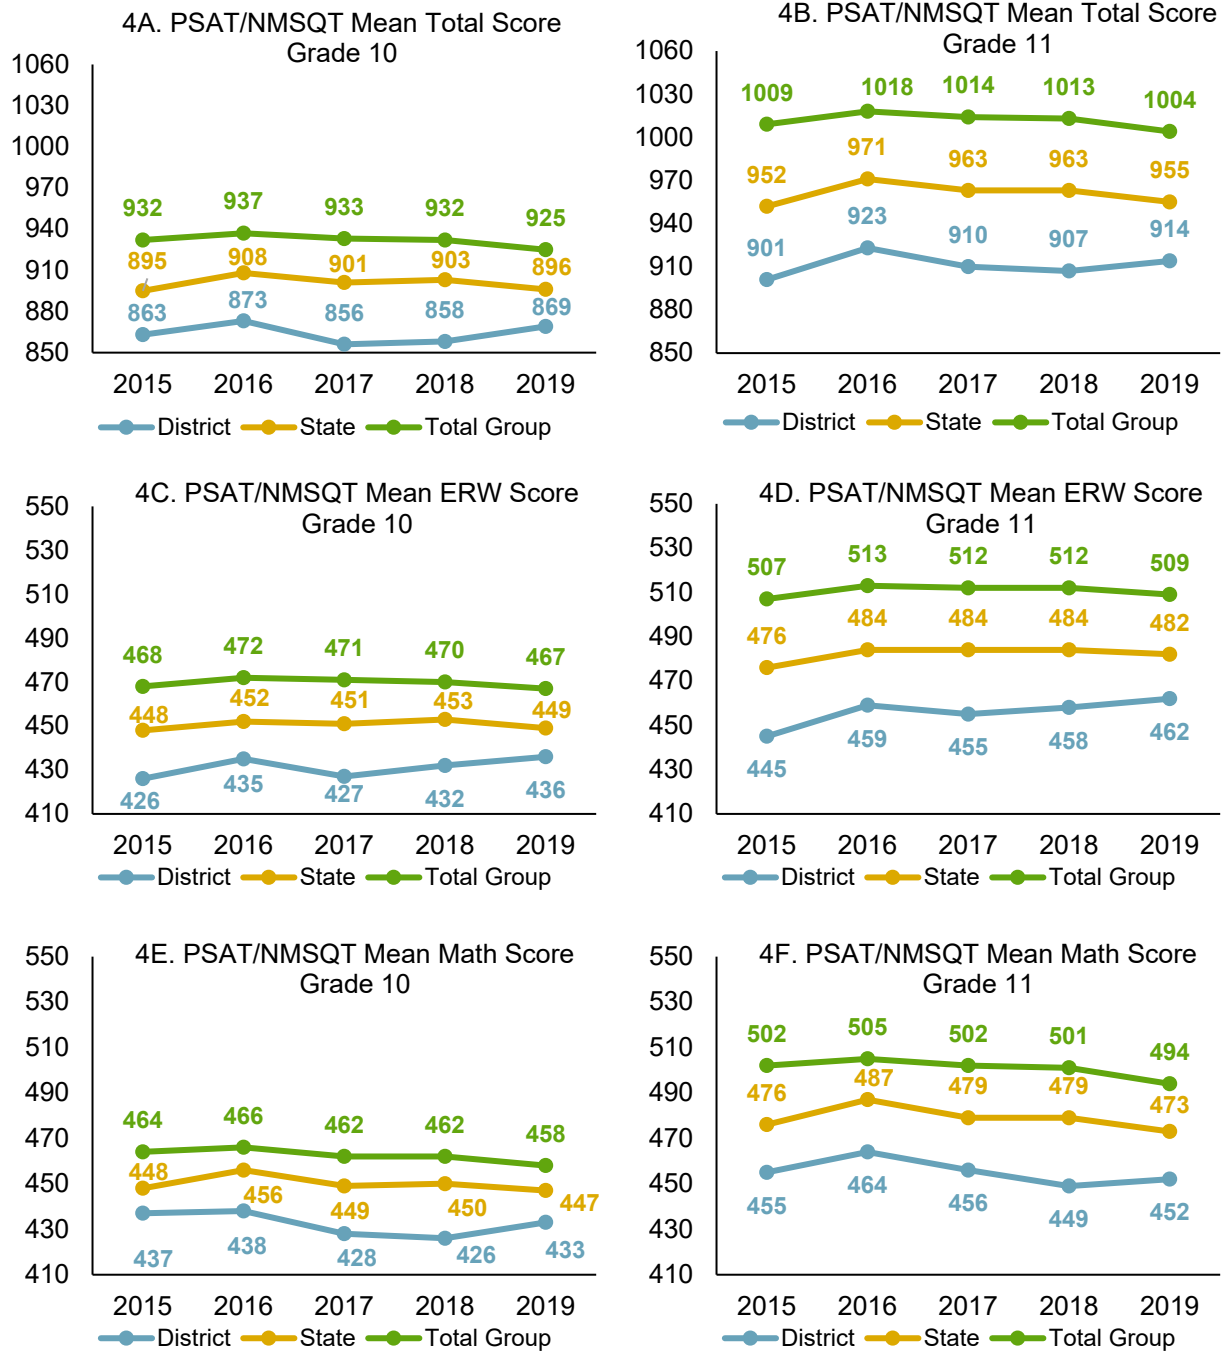 4A. PSAT/NMSQT Mean Total Score
Grade 10
1060
1030
1000
970
940
910
880
850
932 937 933 932 925
895 908 901 903 896
863 873 856 858 869
2015 2016 2017 2018 2019
District State Total Group
4B. PSAT/NMSQT Mean Total Score
Grade 11
1060
1030
1000
970
940
910
880
850
1009 1018 1014 1013 1004
952 971 963 963 955
901 923 910 907 914
2015 2016 2017 2018 2019
District State Total Group
4C. PSAT/NMSQT Mean ERW Score
Grade 10
550
530
510
490
470
450
430
410
468 472 471 470 467
448 452 451 453 449
426 435 427 432 436
2015 2016 2017 2018 2019
District State Total Group
4D. PSAT/NMSQT Mean ERW Score
Grade 11
550
530
510
490
470
450
430
410
507 513 512 512 509
476 484 484 484 482
445 459 455 458 462
2015 2016 2017 2018 2019
District State Total Group
4E. PSAT/NMSQT Mean Math Score
Grade 10
550
530
510
490
470
450
430
410
464 466 462 462 458
448 456 449 450 447
437 438 428 426 433
2015 2016 2017 2018 2019
District State Total Group
4F. PSAT/NMSQT Mean Math Score
Grade 11
550
530
510
490
470
450
430
410
502 505 502 501 494
476 487 479 479 473
455 464 456 449 452
2015 2016 2017 2018 2019
District State Total Group